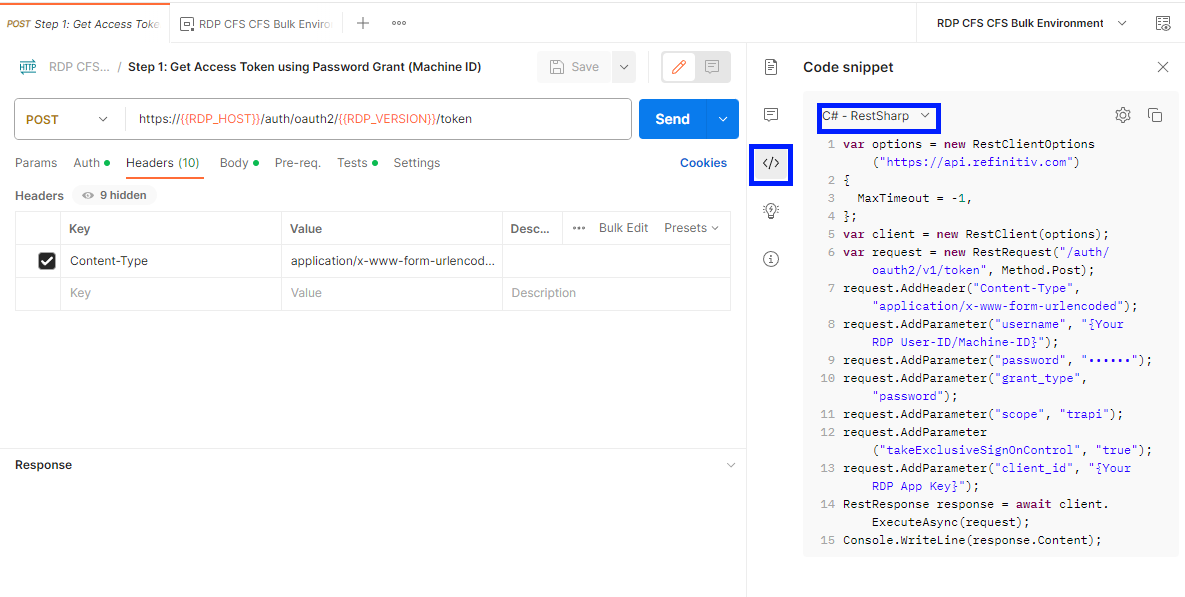 POST Step 1: Get Access Toke
RDP CFS CFS Bulk Enviro
RDP CFS CFS Bulk Environment
HTTP RDP CFS... / Step 1: Get Access Token using Password Grant (Machine ID)
Save
POST
https://{{RDP_HOST}}/auth/oauth2/{{RDP_VERSION}}/token
Send
Params Auth Headers (10) Body Pre-req. Tests Settings
Cookies
Headers 9 hidden
Key Value Desc... Bulk Edit Presets
Content-Type application/x-www-form-urlencod...
Key Value Description
Response
Code snippet
C# - RestSharp
</>
1 var options = new RestClientOptions
("https://api.refinitiv.com")
2 {
3 MaxTimeout = -1,
4 };
5 var client = new RestClient(options);
6 var request = new RestRequest("/auth/
oauth2/v1/token", Method.Post);
7 request.AddHeader("Content-Type",
"application/x-www-form-urlencoded");
8 request.AddParameter("username", "{Your
RDP User-ID/Machine-ID}");
9 request.AddParameter("password", "••••••");
10 request.AddParameter("grant_type",
"password");
11 request.AddParameter("scope", "trapi");
12 request.AddParameter
("takeExclusiveSignOnControl", "true");
13 request.AddParameter("client_id", "{Your
RDP App Key}");
14 RestResponse response = await client.
ExecuteAsync(request);
15 Console.WriteLine(response.Content);